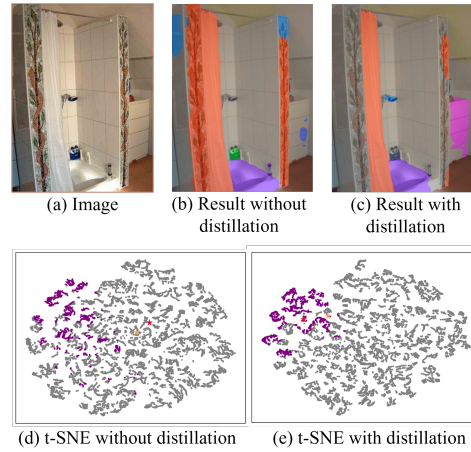 (a) Image
(b) Result without
distillation
(c) Result with
distillation
(d) t-SNE without distillation
(e) t-SNE with distillation